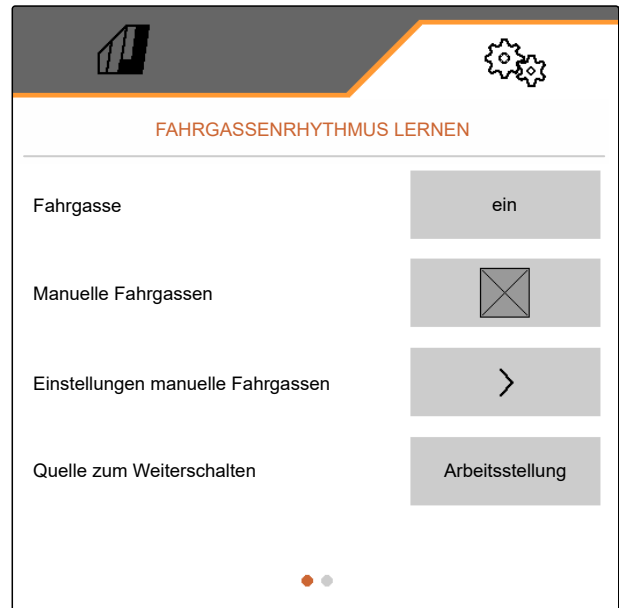 FAHRGASSENRHYTHMUS LERNEN
Fahrgasse ein
Manuelle Fahrgassen
Einstellungen manuelle Fahrgassen
Quelle zum Weiterschalten Arbeitsstellung